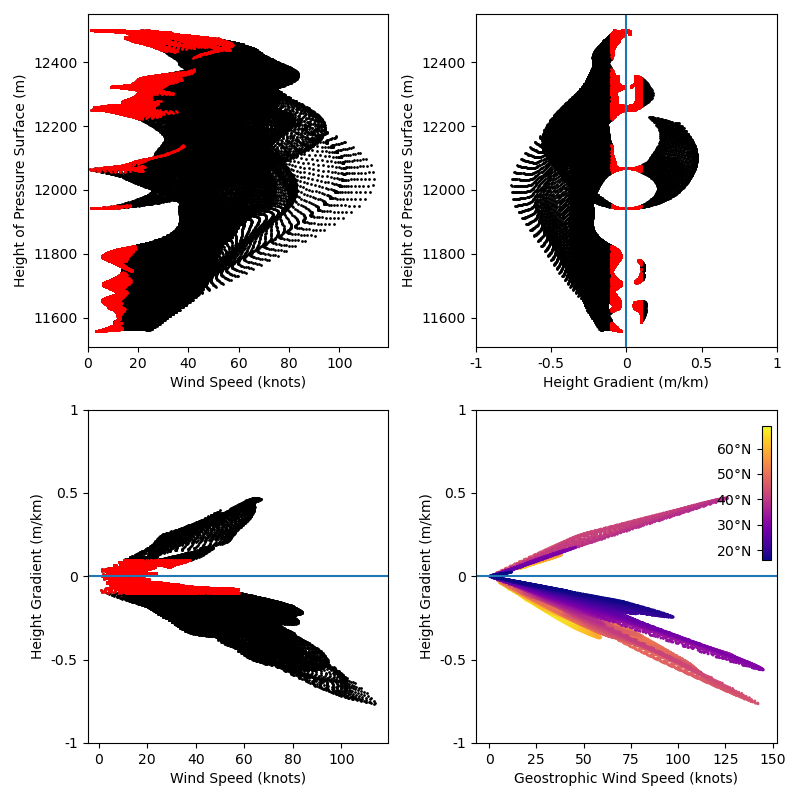 12400
12200
12000
11800
11600
Height of Pressure Surface (m)
0 20 40 60 80 100
Wind Speed (knots)
12400
12200
12000
11800
11600
Height of Pressure Surface (m)
-1 -0.5 0 0.5 1
Height Gradient (m/km)
1
0.5
0
-0.5
-1
Height Gradient (m/km)
0 20 40 60 80 100
Wind Speed (knots)
1
0.5
0
-0.5
-1
Height Gradient (m/km)
60°N
50°N
40°N
30°N
20°N
0 25 50 75 100 125 150
Geostrophic Wind Speed (knots)